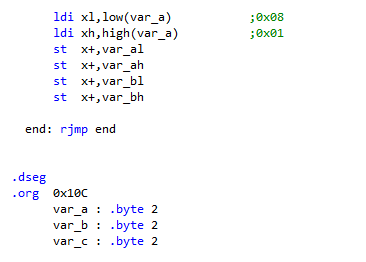 ldi xl,low(var_a) ;0x08
ldi xh,high(var_a) ;0x01
st x+,var_al
st x+,var_ah
st x+,var_bl
st x+,var_bh
end: rjmp end
.dseg
.org 0x10C
var_a : .byte 2
var_b : .byte 2
var_c : .byte 2